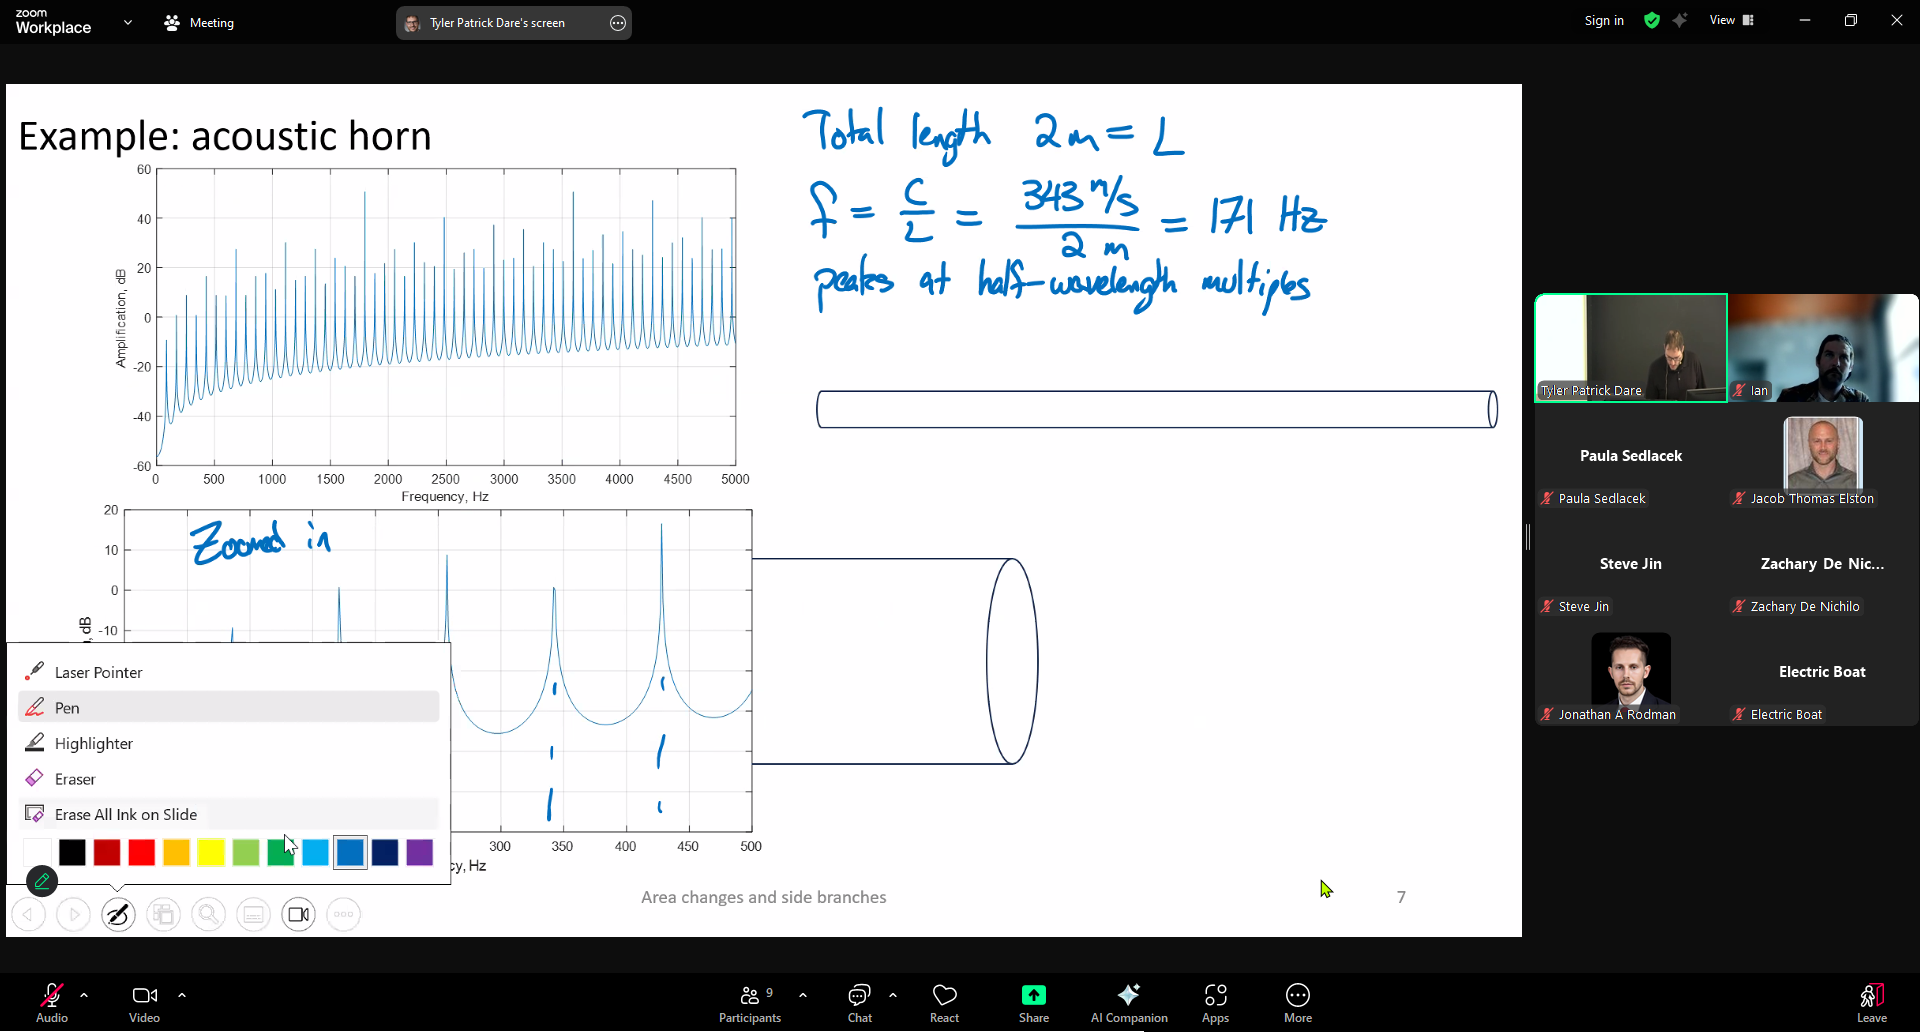 zoom
Workplace
Meeting
Tyler Patrick Dare's screen
Sign in
View
Example: acoustic horn
Total length 2m = L
f = c/L = 343 m/s / 2 m = 171 Hz
peaks at half-wavelength multiples
60
40
20
0
-20
-40
-60
Amplification, dB
0 500 1000 1500 2000 2500 3000 3500 4000 4500 5000
Frequency, Hz
Zoomed in
20
10
0
-10
, dB
300 350 400 450 500
cy, Hz
Laser Pointer
Pen
Highlighter
Eraser
Erase All Ink on Slide
Area changes and side branches
7
Tyler Patrick Dare
Ian
Paula Sedlacek
Paula Sedlacek
Jacob Thomas Elston
Steve Jin
Zachary De Nic...
Steve Jin
Zachary De Nichilo
Electric Boat
Jonathan A Rodman
Electric Boat
Audio
Video
9
Participants
Chat
React
Share
AI Companion
Apps
More
Leave